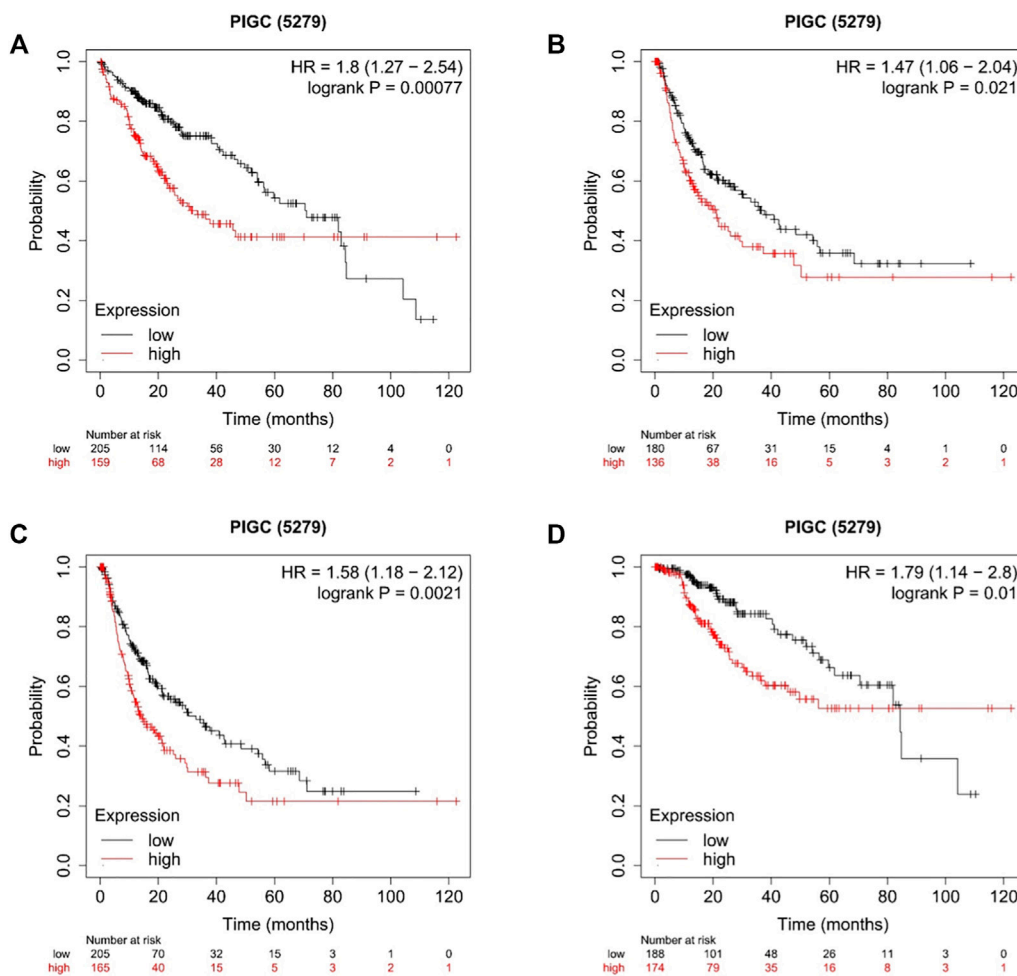 A
PIGC (5279)
HR = 1.8 (1.27 − 2.54)
logrank P = 0.00077
Probability
1.0
0.8
0.6
0.4
0.2
0.0
Expression
low
high
0 20 40 60 80 100 120
Time (months)
Number at risk
low 205 114 56 30 12 4 0
high 159 68 28 12 7 2 1
B
PIGC (5279)
HR = 1.47 (1.06 − 2.04)
logrank P = 0.021
Probability
1.0
0.8
0.6
0.4
0.2
0.0
Expression
low
high
0 20 40 60 80 100 120
Time (months)
Number at risk
low 180 67 31 15 4 1 0
high 136 38 16 5 3 2 1
C
PIGC (5279)
HR = 1.58 (1.18 − 2.12)
logrank P = 0.0021
Probability
1.0
0.8
0.6
0.4
0.2
0.0
Expression
low
high
0 20 40 60 80 100 120
Time (months)
Number at risk
low 205 70 32 15 3 1 0
high 165 40 15 5 3 2 1
D
PIGC (5279)
HR = 1.79 (1.14 − 2.8)
logrank P = 0.01
Probability
1.0
0.8
0.6
0.4
0.2
0.0
Expression
low
high
0 20 40 60 80 100 120
Time (months)
Number at risk
low 188 101 48 26 11 3 0
high 174 79 35 16 8 3 1